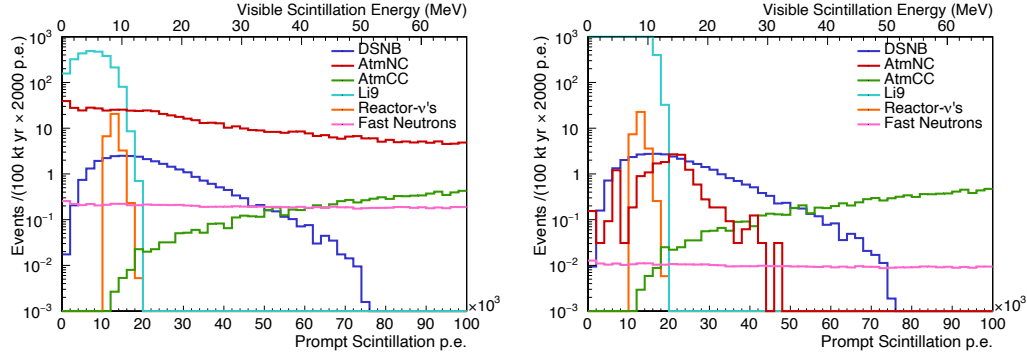 Visible Scintillation Energy (MeV)
0 10 20 30 40 50 60
Events /(100 kt yr × 2000 p.e.)
10³
10²
10
1
10⁻¹
10⁻²
10⁻³
DSNB
AtmNC
AtmCC
Li9
Reactor-ν's
Fast Neutrons
0 10 20 30 40 50 60 70 80 90 100
×10³
Prompt Scintillation p.e.
Visible Scintillation Energy (MeV)
0 10 20 30 40 50 60
Events /(100 kt yr × 2000 p.e.)
10³
10²
10
1
10⁻¹
10⁻²
10⁻³
DSNB
AtmNC
AtmCC
Li9
Reactor-ν's
Fast Neutrons
0 10 20 30 40 50 60 70 80 90 100
×10³
Prompt Scintillation p.e.